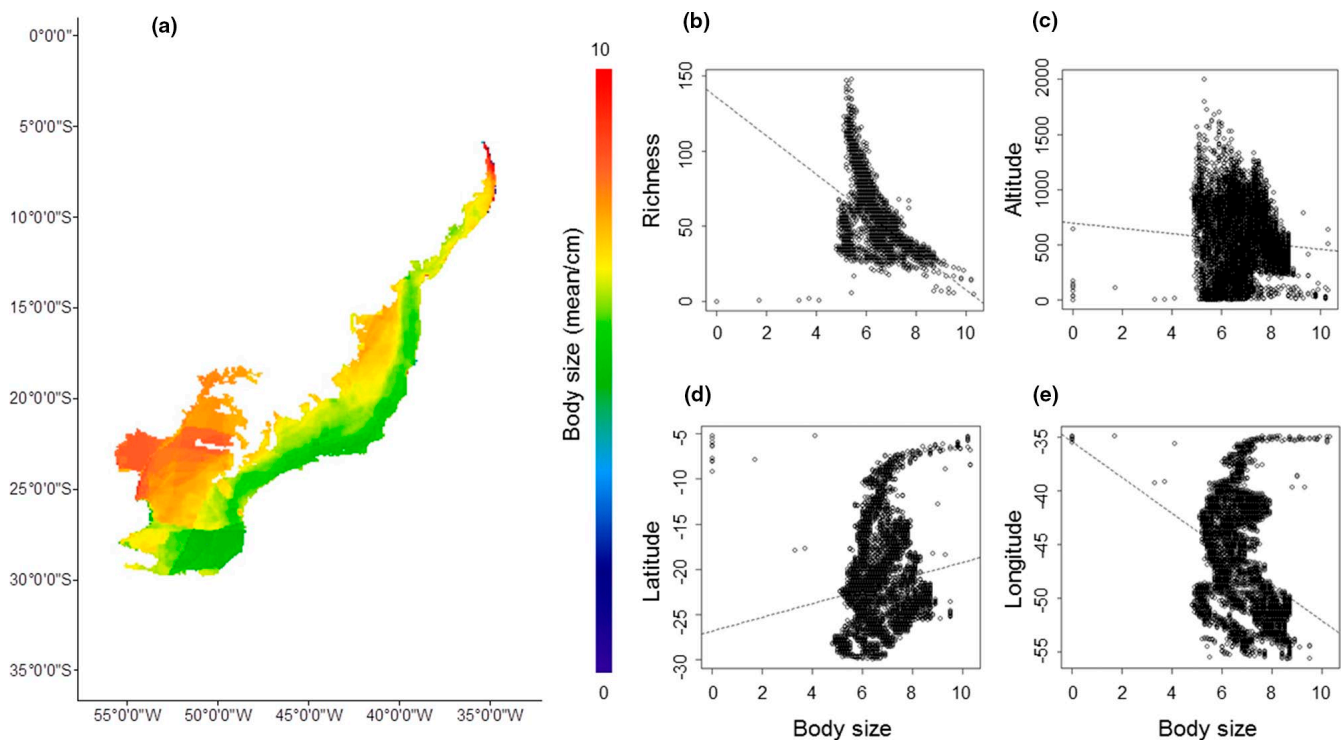 (a)
0°0'0"
5°0'0"S
10°0'0"S
15°0'0"S
20°0'0"S
25°0'0"S
30°0'0"S
35°0'0"S
55°0'0"W 50°0'0"W 45°0'0"W 40°0'0"W 35°0'0"W
10
Body size (mean/cm)
0
(b)
Richness
150
100
50
0
0 2 4 6 8 10
(c)
Altitude
2000
1500
1000
500
0
0 2 4 6 8 10
(d)
Latitude
-5
-10
-15
-20
-25
-30
0 2 4 6 8 10
Body size
(e)
Longitude
-35
-40
-45
-50
-55
0 2 4 6 8 10
Body size